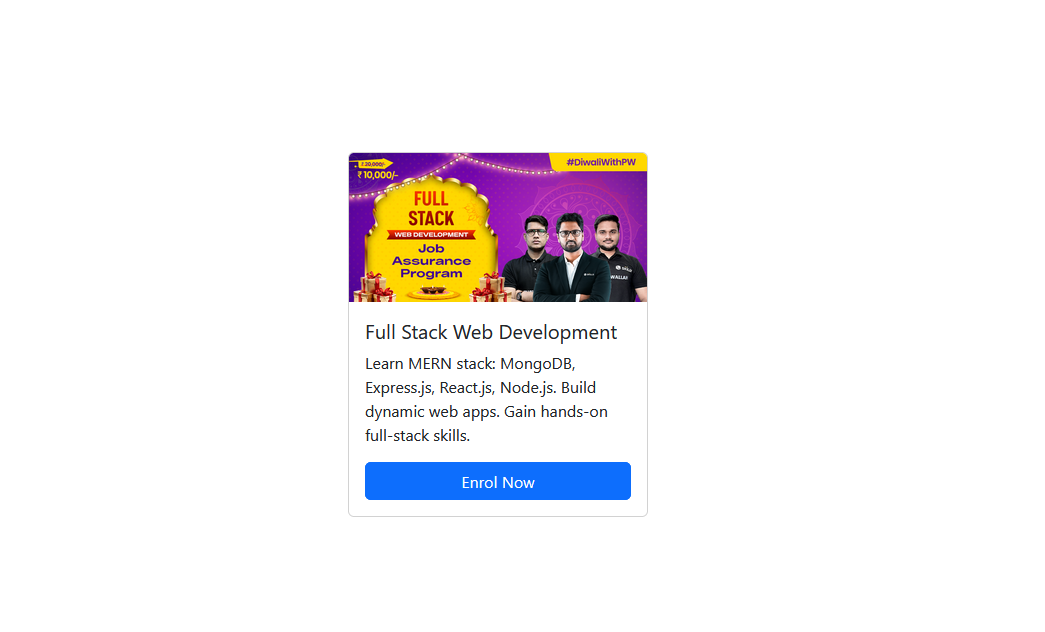 ₹ 20,000/-
₹ 10,000/-
#DiwaliWithPW
FULL
STACK
WEB DEVELOPMENT
Job
Assurance
Program
WALLAH
Full Stack Web Development
Learn MERN stack: MongoDB,
Express.js, React.js, Node.js. Build
dynamic web apps. Gain hands-on
full-stack skills.
Enrol Now